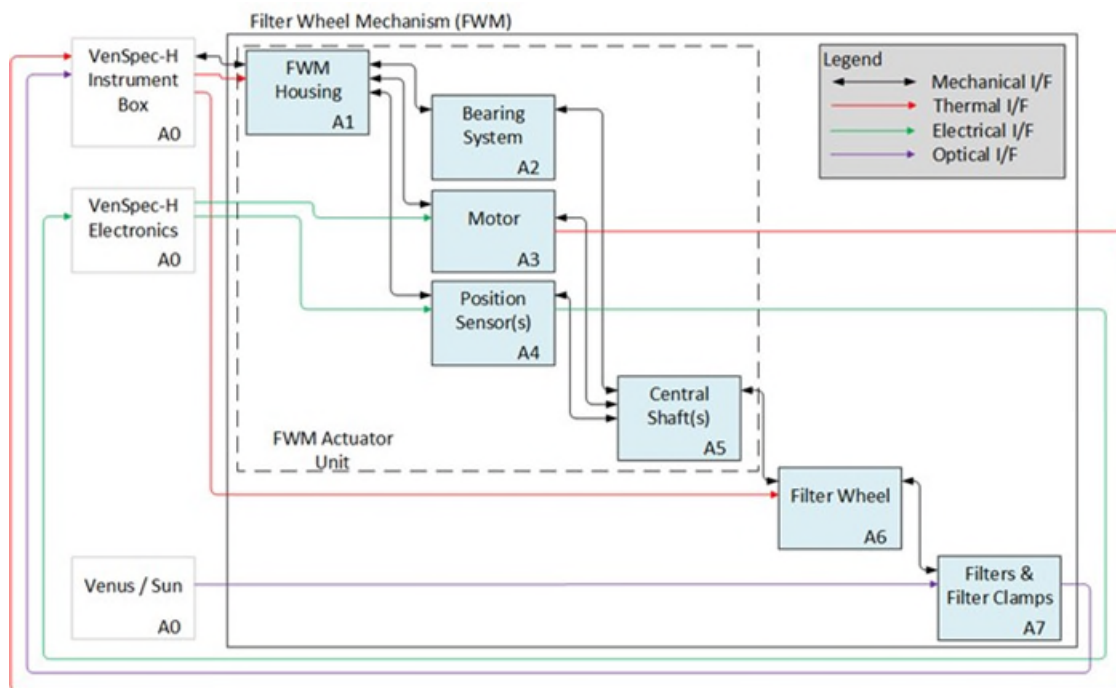 Filter Wheel Mechanism (FWM)
VenSpec-H
Instrument
Box
A0
FWM
Housing
A1
Bearing
System
A2
Legend
Mechanical I/F
Thermal I/F
Electrical I/F
Optical I/F
VenSpec-H
Electronics
A0
Motor
A3
Position
Sensor(s)
A4
Central
Shaft(s)
A5
FWM Actuator
Unit
Filter Wheel
A6
Venus / Sun
A0
Filters &
Filter Clamps
A7